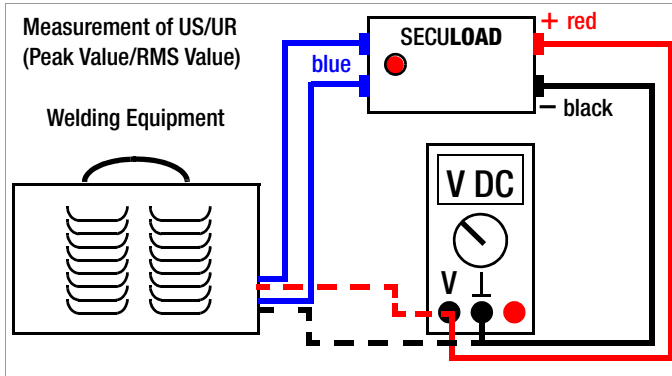 Measurement of US/UR
(Peak Value/RMS Value)
SECULOAD
+ red
blue
− black
Welding Equipment
V DC
V